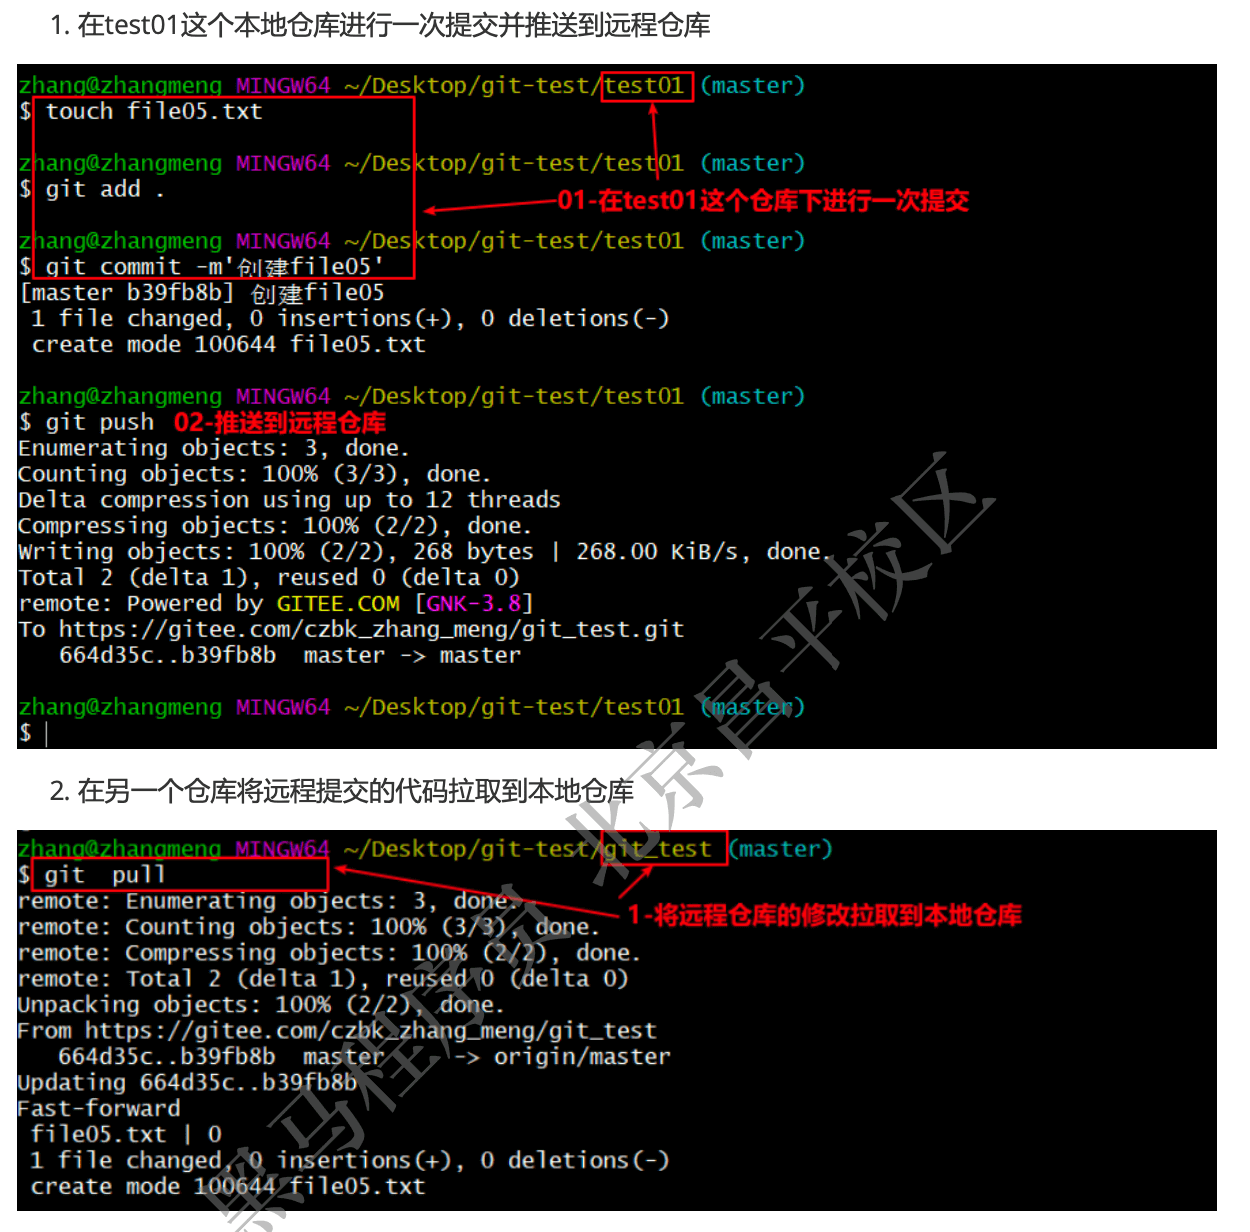 1. 在test01这个本地仓库进行一次提交并推送到远程仓库
zhang@zhangmeng MINGW64 ~/Desktop/git-test/test01 (master)
$ touch file05.txt
zhang@zhangmeng MINGW64 ~/Desktop/git-test/test01 (master)
$ git add .
01-在test01这个仓库下进行一次提交
zhang@zhangmeng MINGW64 ~/Desktop/git-test/test01 (master)
$ git commit -m'创建file05'
[master b39fb8b] 创建file05
1 file changed, 0 insertions(+), 0 deletions(-)
create mode 100644 file05.txt
zhang@zhangmeng MINGW64 ~/Desktop/git-test/test01 (master)
$ git push 02-推送到远程仓库
Enumerating objects: 3, done.
Counting objects: 100% (3/3), done.
Delta compression using up to 12 threads
Compressing objects: 100% (2/2), done.
Writing objects: 100% (2/2), 268 bytes | 268.00 KiB/s, done.
Total 2 (delta 1), reused 0 (delta 0)
remote: Powered by GITEE.COM [GNK-3.8]
To https://gitee.com/czbk_zhang_meng/git_test.git
664d35c..b39fb8b  master -> master
zhang@zhangmeng MINGW64 ~/Desktop/git-test/test01 (master)
$
2. 在另一个仓库将远程提交的代码拉取到本地仓库
zhang@zhangmeng MINGW64 ~/Desktop/git-test/git_test (master)
$ git  pull
remote: Enumerating objects: 3, done.
1-将远程仓库的修改拉取到本地仓库
remote: Counting objects: 100% (3/3), done.
remote: Compressing objects: 100% (2/2), done.
remote: Total 2 (delta 1), reused 0 (delta 0)
Unpacking objects: 100% (2/2), done.
From https://gitee.com/czbk_zhang_meng/git_test
664d35c..b39fb8b  master     -> origin/master
Updating 664d35c..b39fb8b
Fast-forward
file05.txt | 0
1 file changed, 0 insertions(+), 0 deletions(-)
create mode 100644 file05.txt
黑马程序员 北京昌平校区